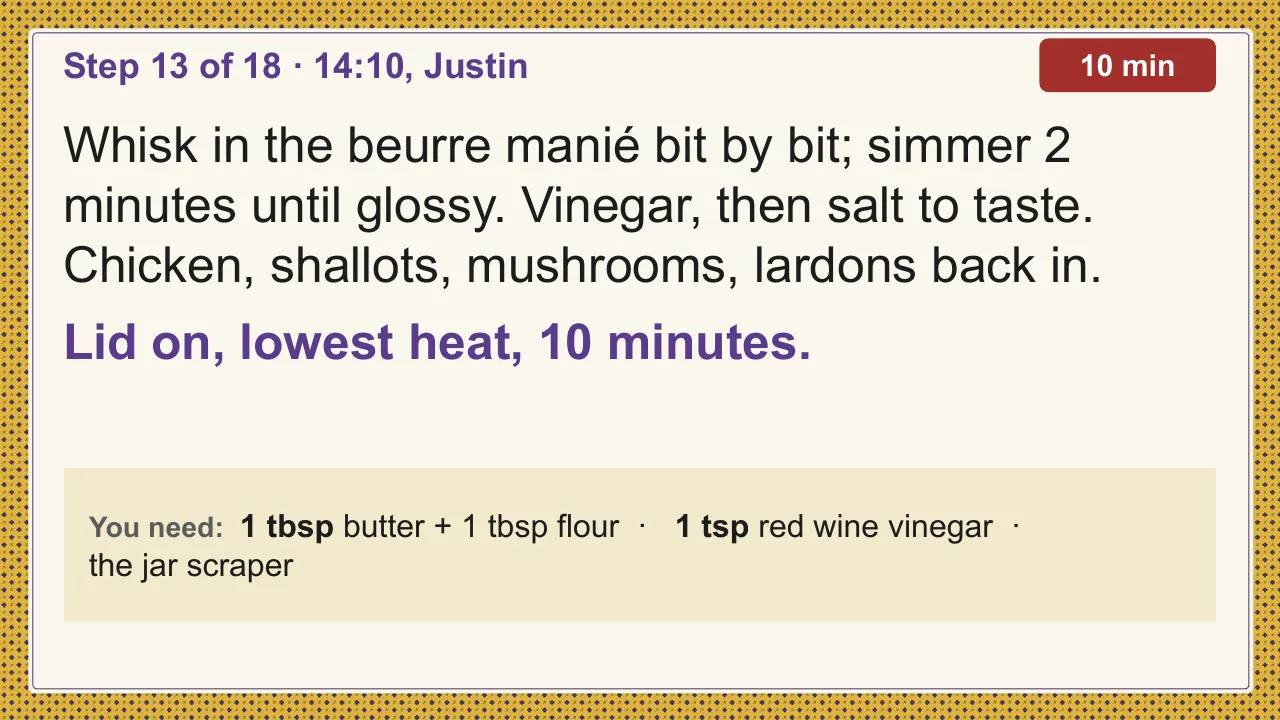 Step 13 of 18 · 14:10, Justin
10 min
Whisk in the beurre manié bit by bit; simmer 2
minutes until glossy. Vinegar, then salt to taste.
Chicken, shallots, mushrooms, lardons back in.
Lid on, lowest heat, 10 minutes.
You need: 1 tbsp butter + 1 tbsp flour · 1 tsp red wine vinegar ·
the jar scraper